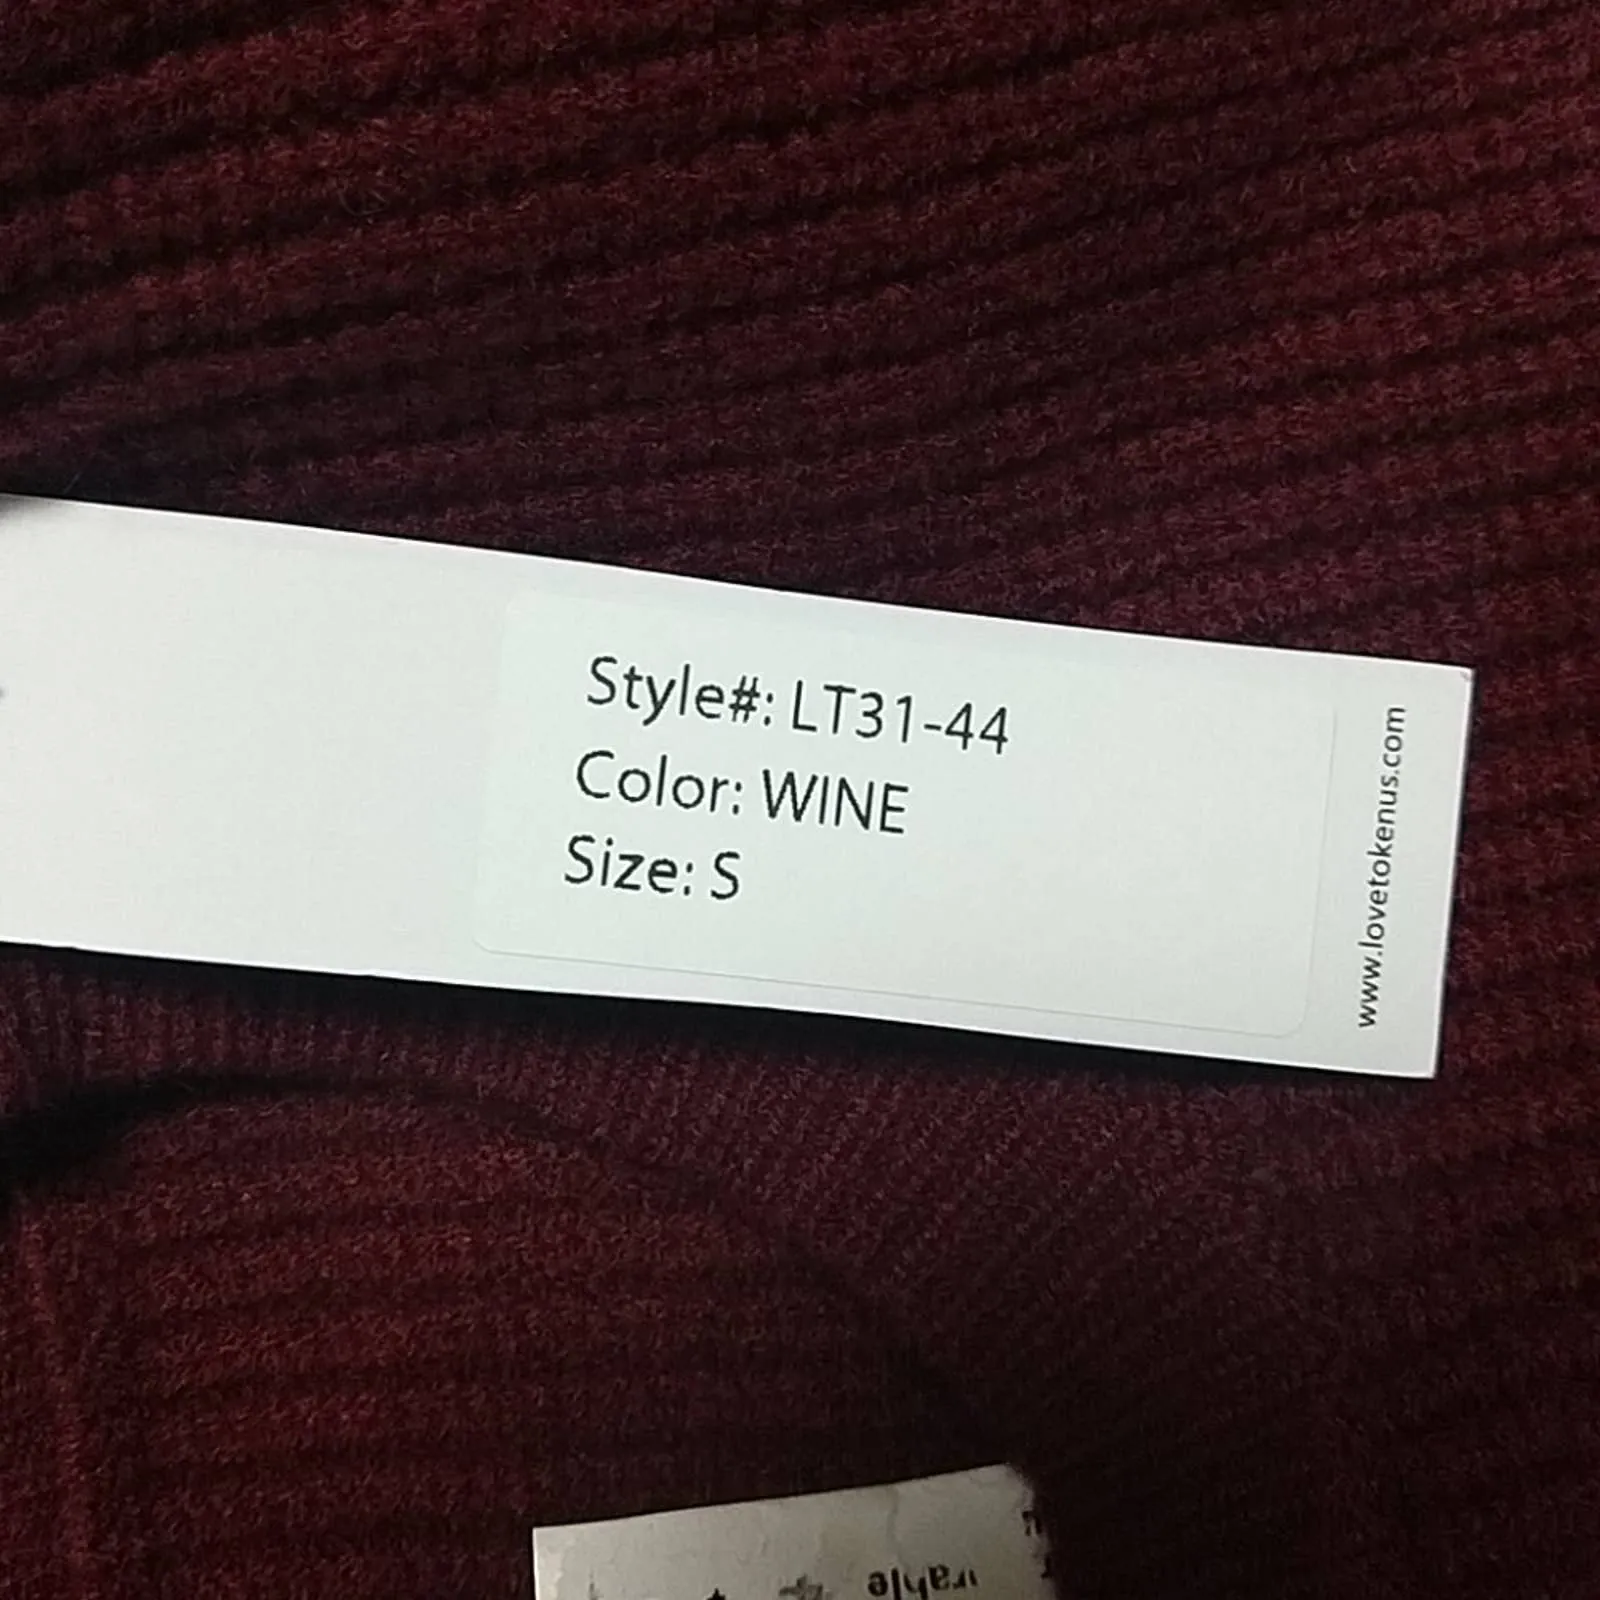 Style#: LT31-44
Color: WINE
Size: S
www.lovetokenus.com